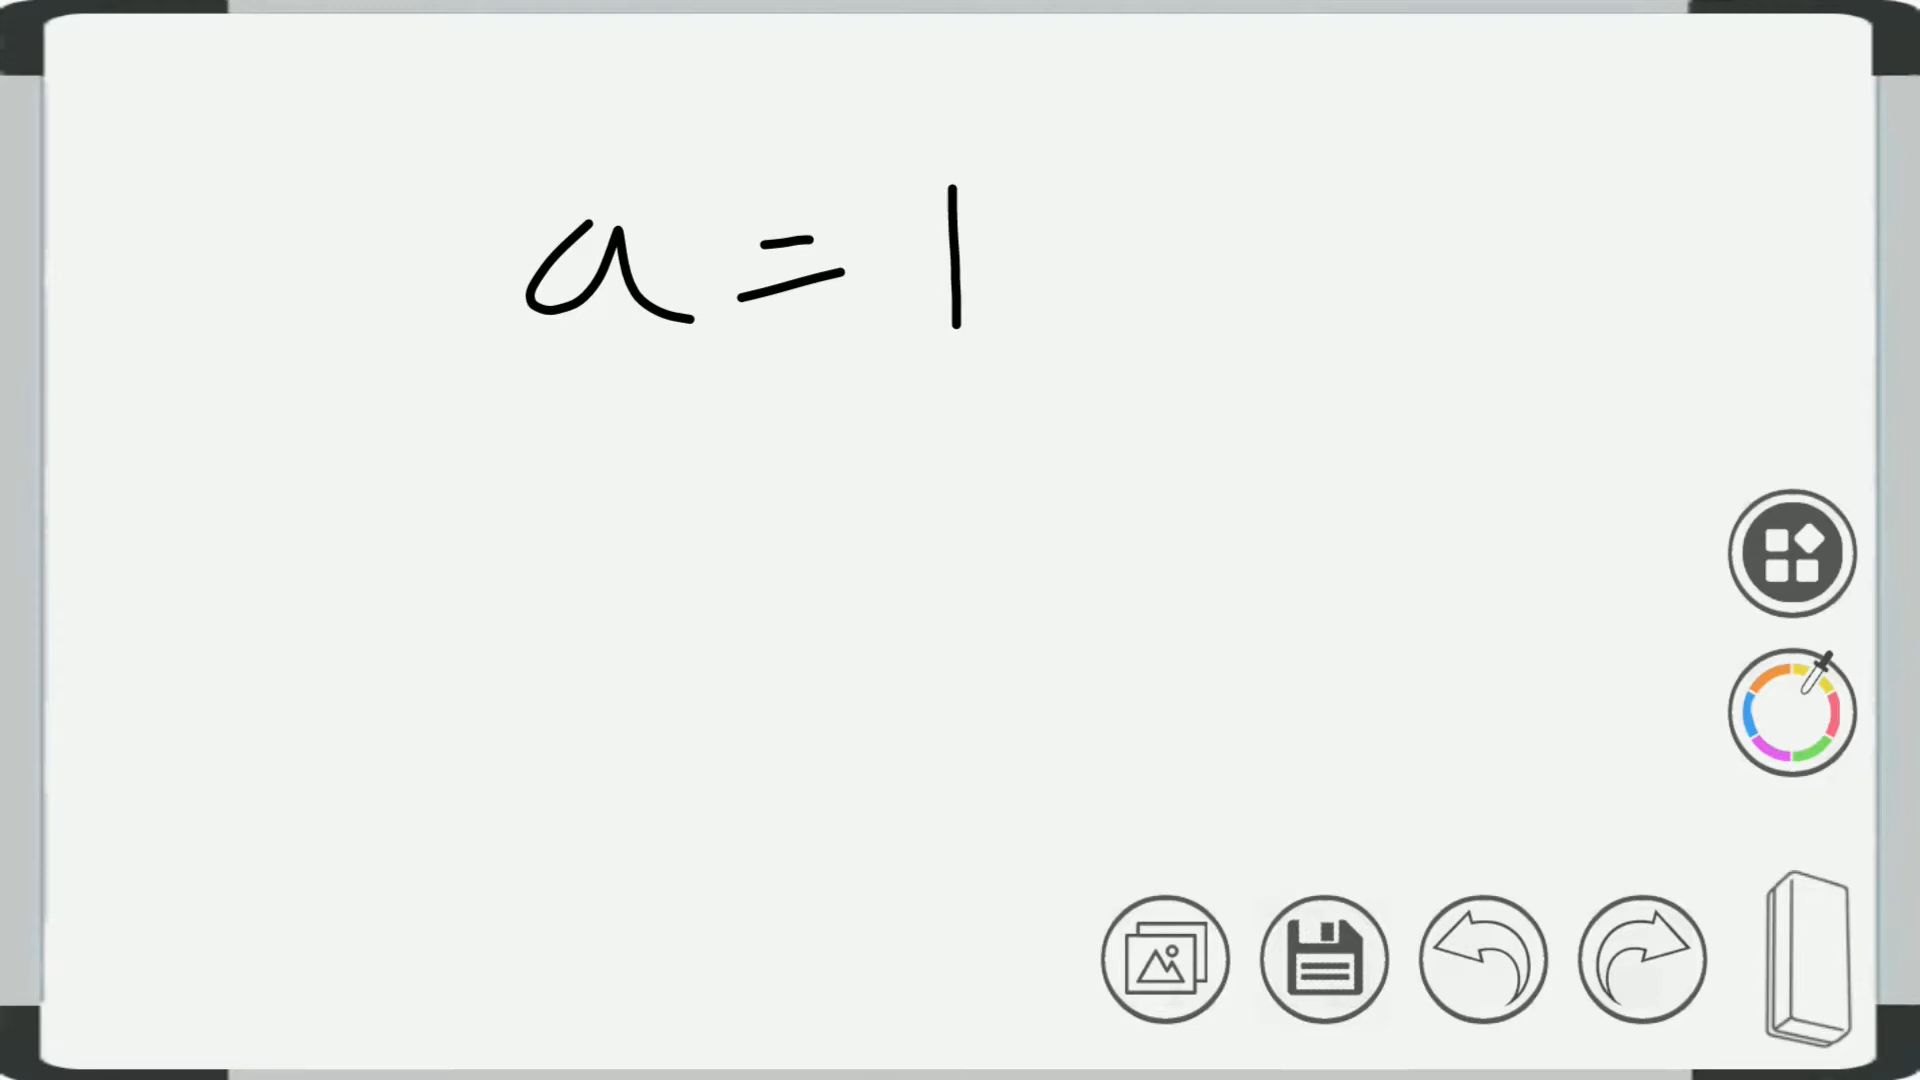 a = 1